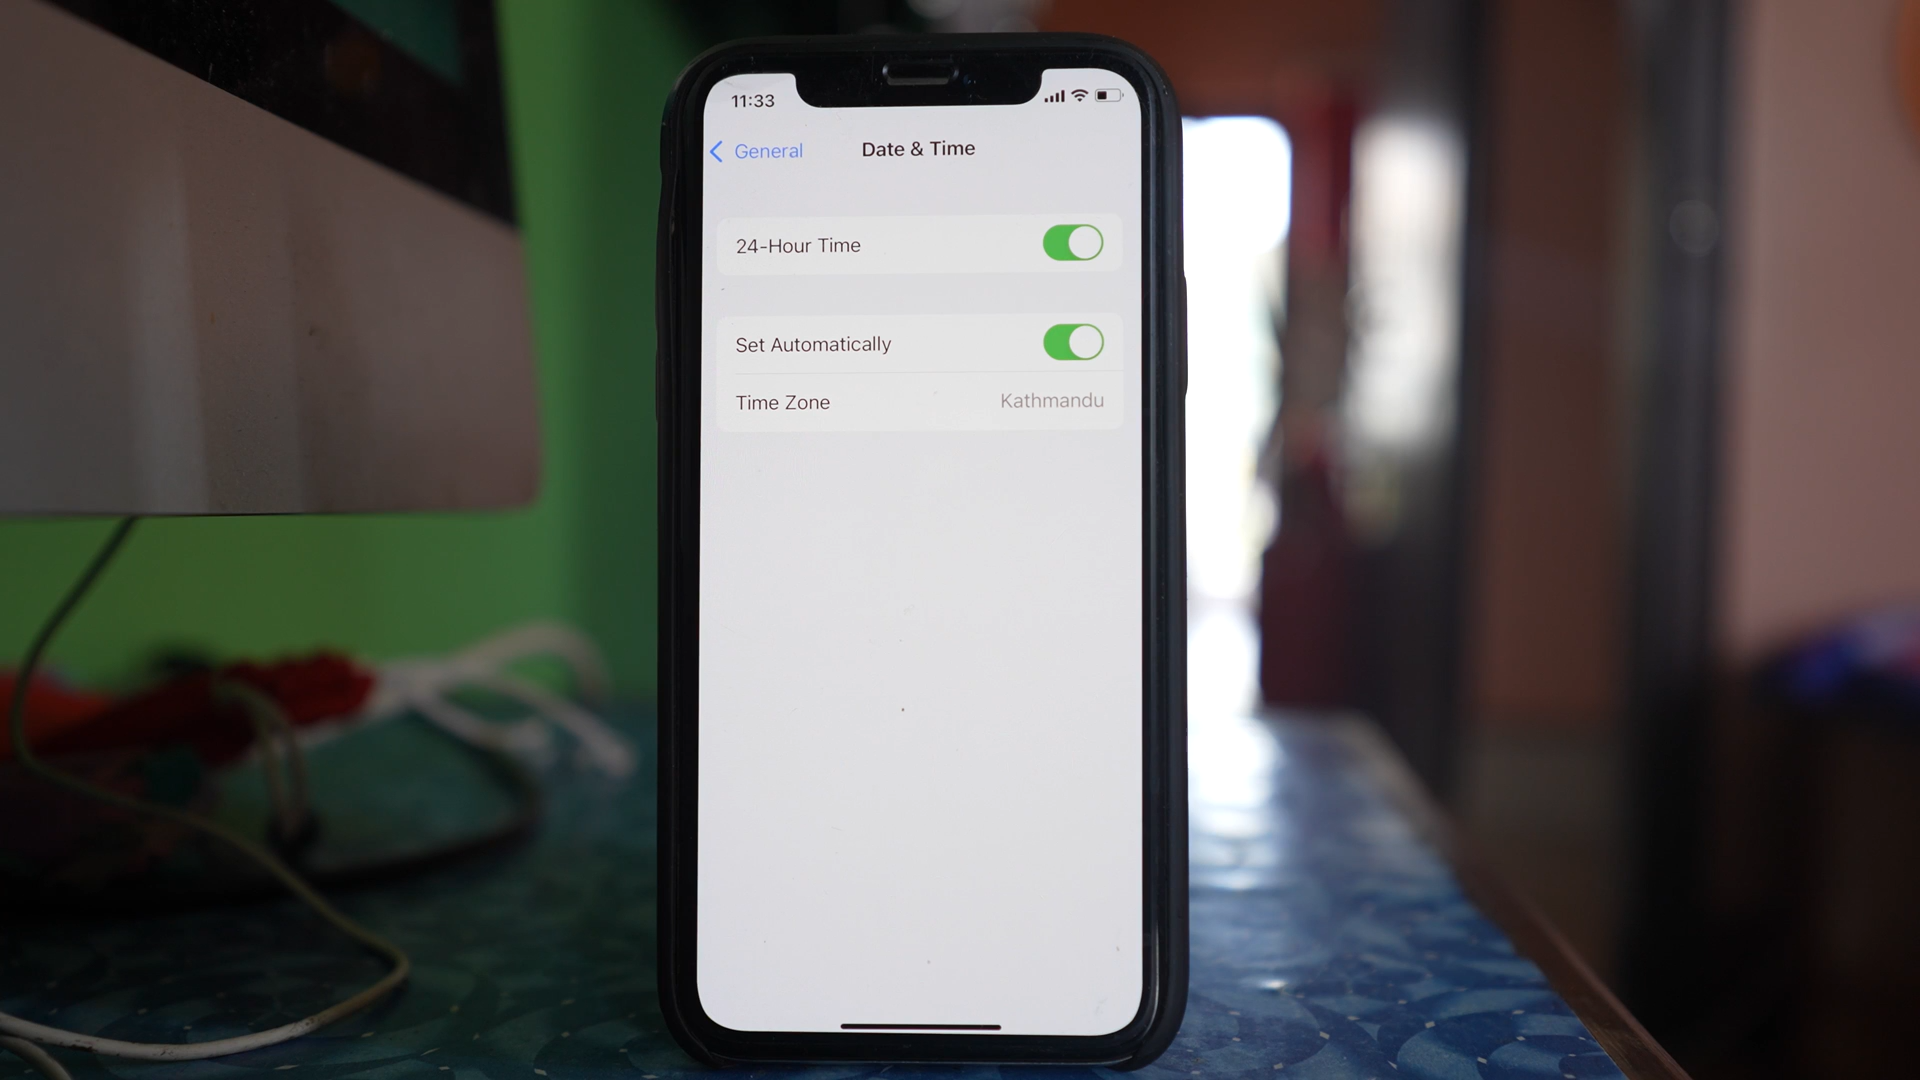 11:33
General
Date & Time
24-Hour Time
Set Automatically
Time Zone Kathmandu